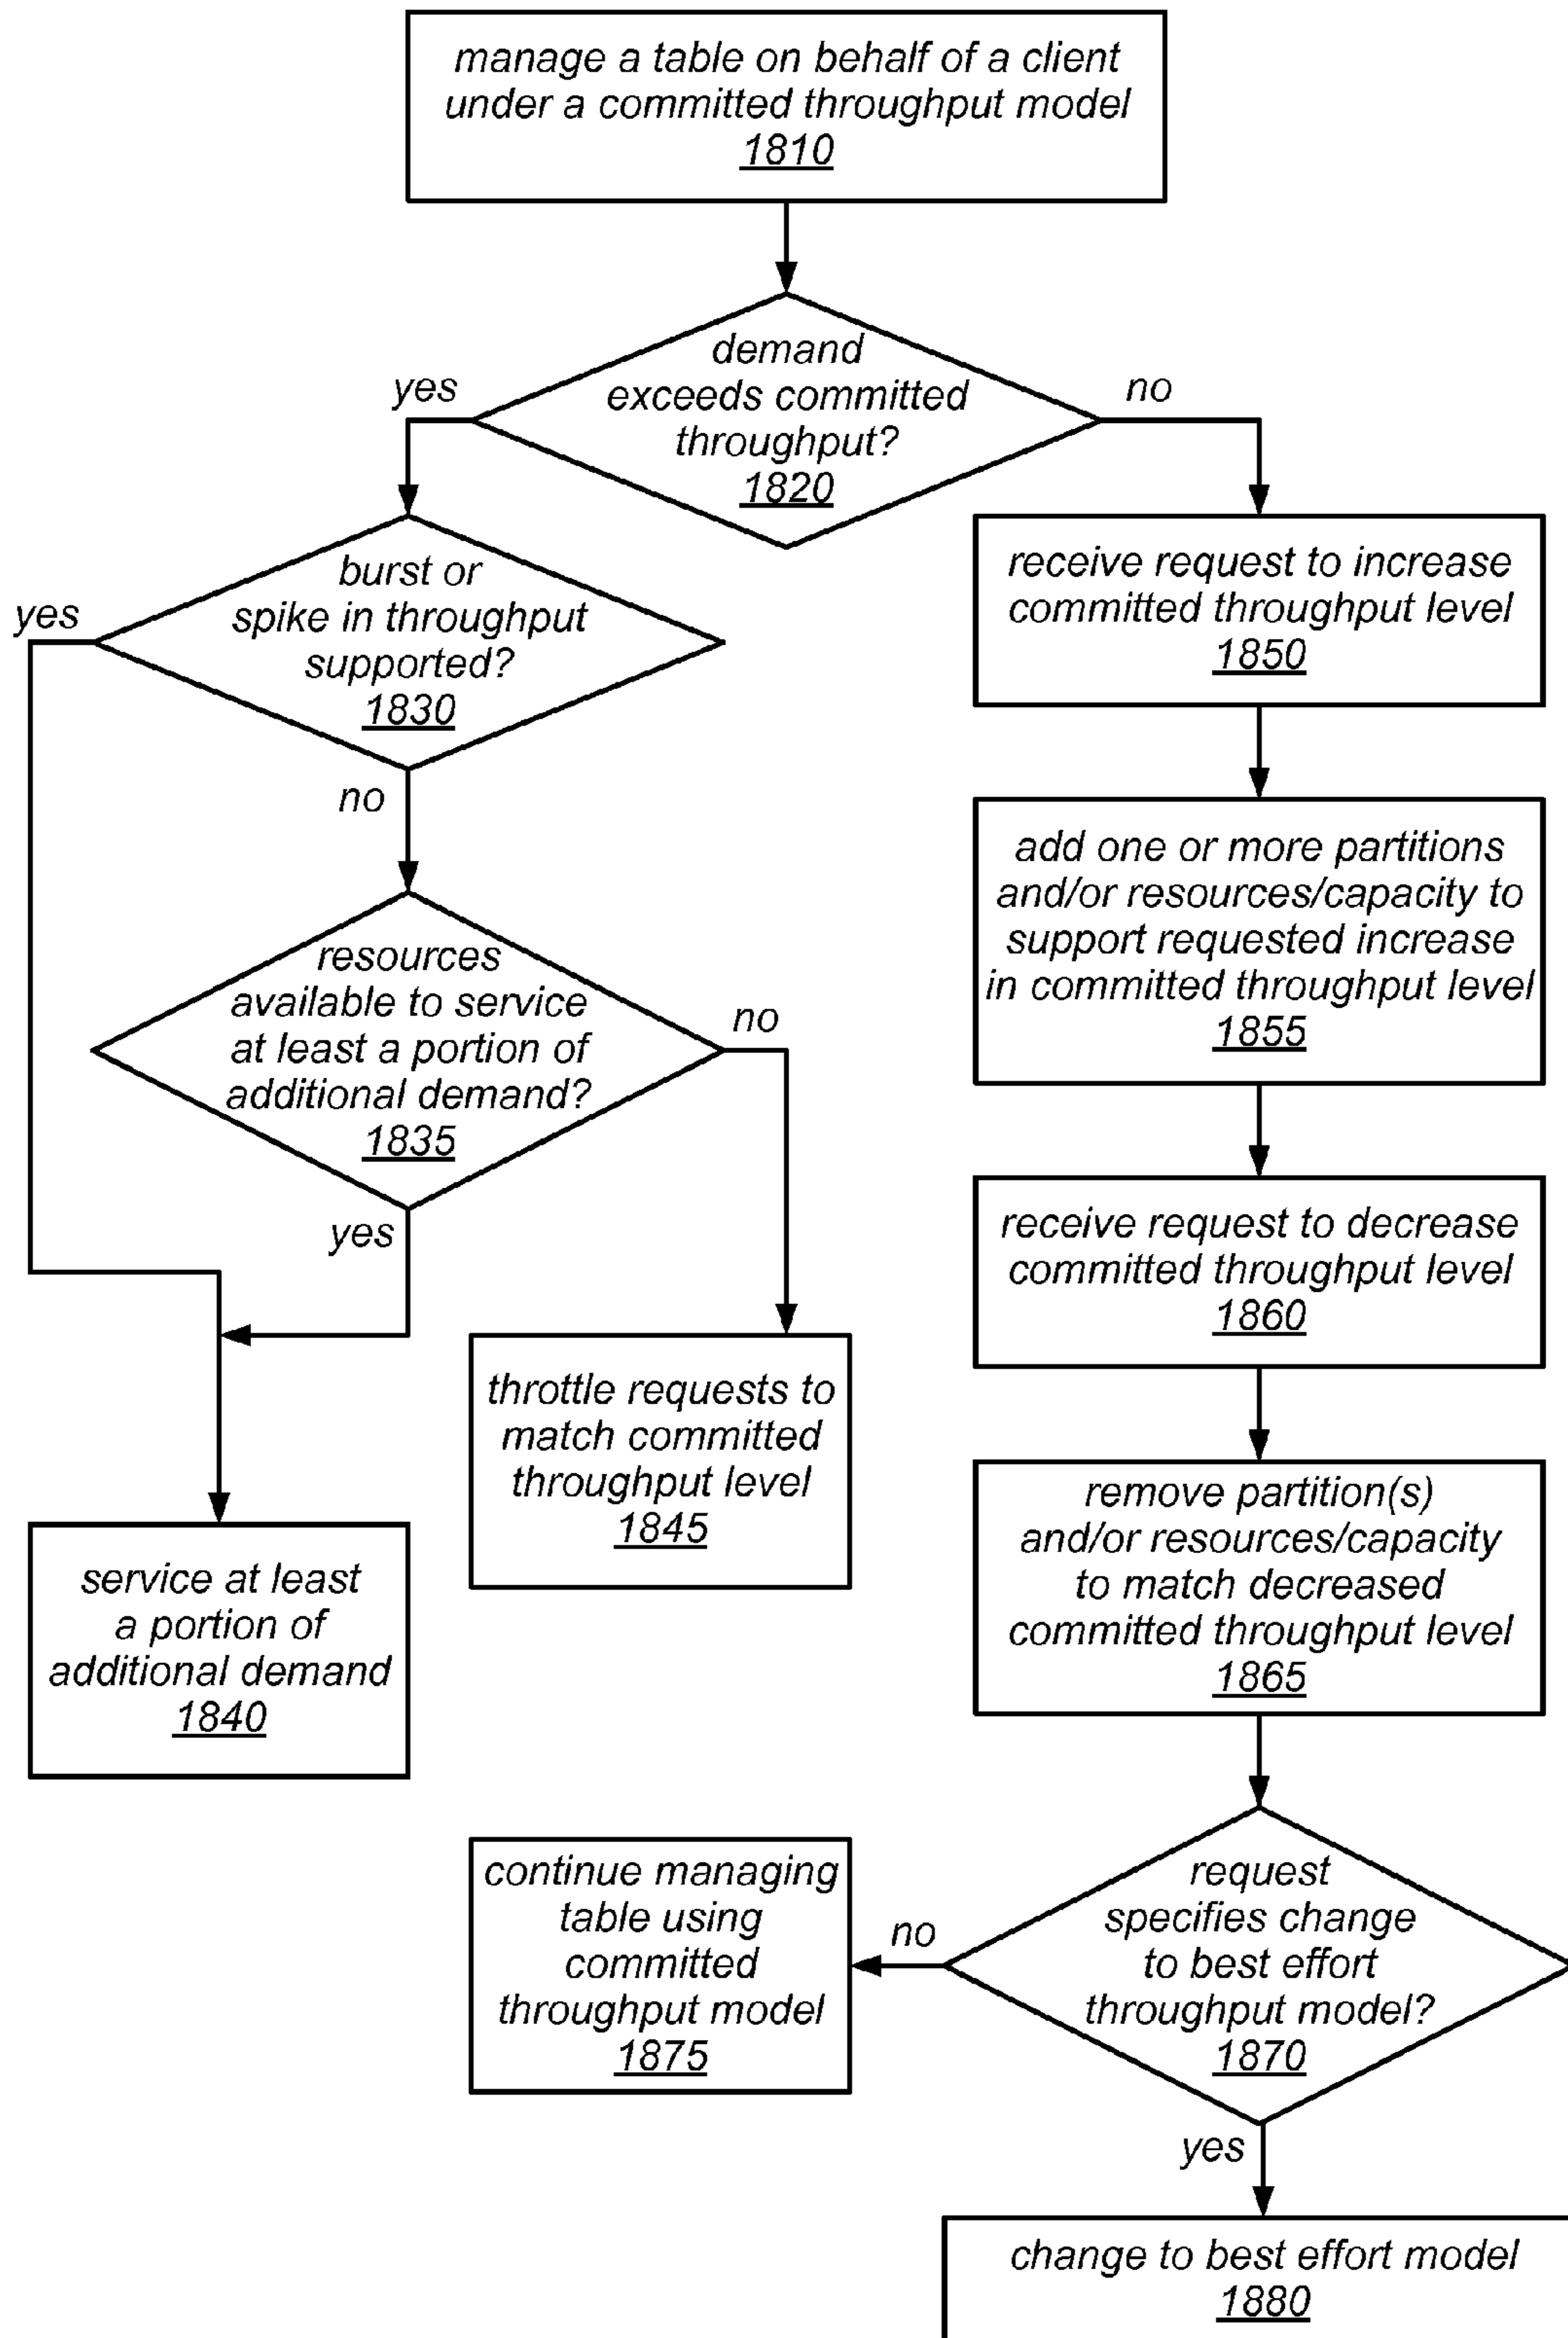 manage a table on behalf of a client
under a committed throughput model
1810
demand
exceeds committed
throughput?
1820
yes
no
burst or
spike in throughput
supported?
1830
yes
no
resources
available to service
at least a portion of
additional demand?
1835
no
yes
throttle requests to
match committed
throughput level
1845
service at least
a portion of
additional demand
1840
receive request to increase
committed throughput level
1850
add one or more partitions
and/or resources/capacity to
support requested increase
in committed throughput level
1855
receive request to decrease
committed throughput level
1860
remove partition(s)
and/or resources/capacity
to match decreased
committed throughput level
1865
request
specifies change
to best effort
throughput model?
1870
no
continue managing
table using
committed
throughput model
1875
yes
change to best effort model
1880